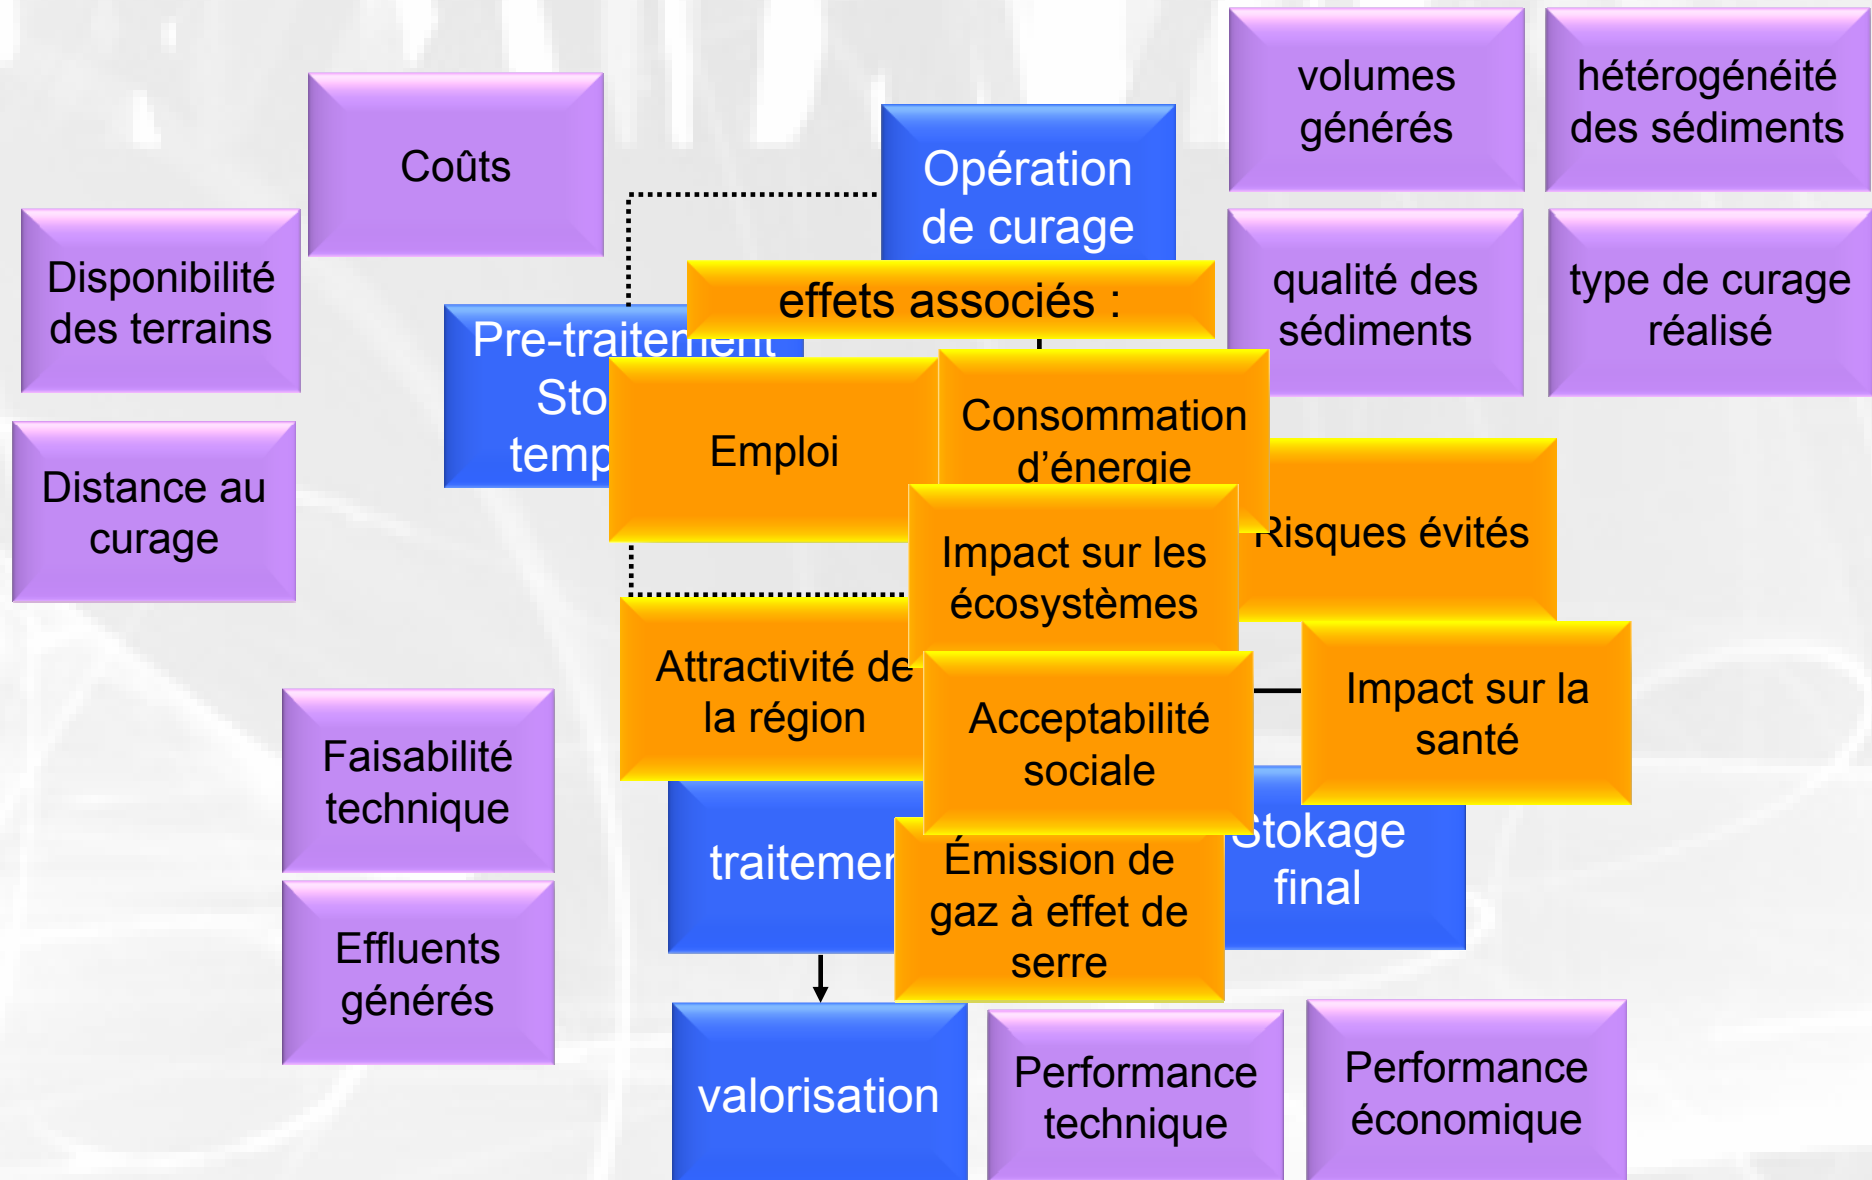 Coûts
Disponibilité
des terrains
Distance au
curage
Opération
de curage
volumes
générés
hétérogénéité
des sédiments
qualité des
sédiments
type de curage
réalisé
effets associés :
Pre-traitement
Emploi
Consommation
d’énergie
Impact sur les
écosystèmes
Risques évités
Attractivité de
la région
Acceptabilité
sociale
Impact sur la
santé
Faisabilité
technique
Effluents
générés
Émission de
gaz à effet de
serre
Stokage
final
valorisation
Performance
technique
Performance
économique